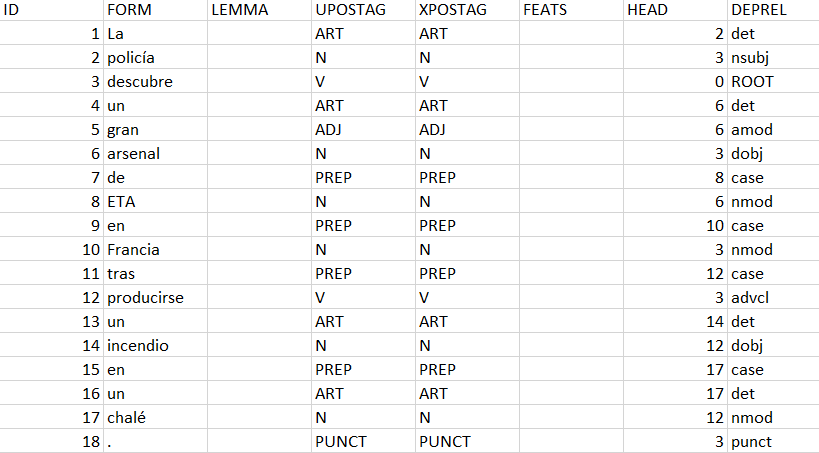 ID FORM LEMMA UPOSTAG XPOSTAG FEATS HEAD DEPREL
1 La ART ART 2 det
2 policía N N 3 nsubj
3 descubre V V 0 ROOT
4 un ART ART 6 det
5 gran ADJ ADJ 6 amod
6 arsenal N N 3 dobj
7 de PREP PREP 8 case
8 ETA N N 6 nmod
9 en PREP PREP 10 case
10 Francia N N 3 nmod
11 tras PREP PREP 12 case
12 producirse V V 3 advcl
13 un ART ART 14 det
14 incendio N N 12 dobj
15 en PREP PREP 17 case
16 un ART ART 17 det
17 chalé N N 12 nmod
18 . PUNCT PUNCT 3 punct